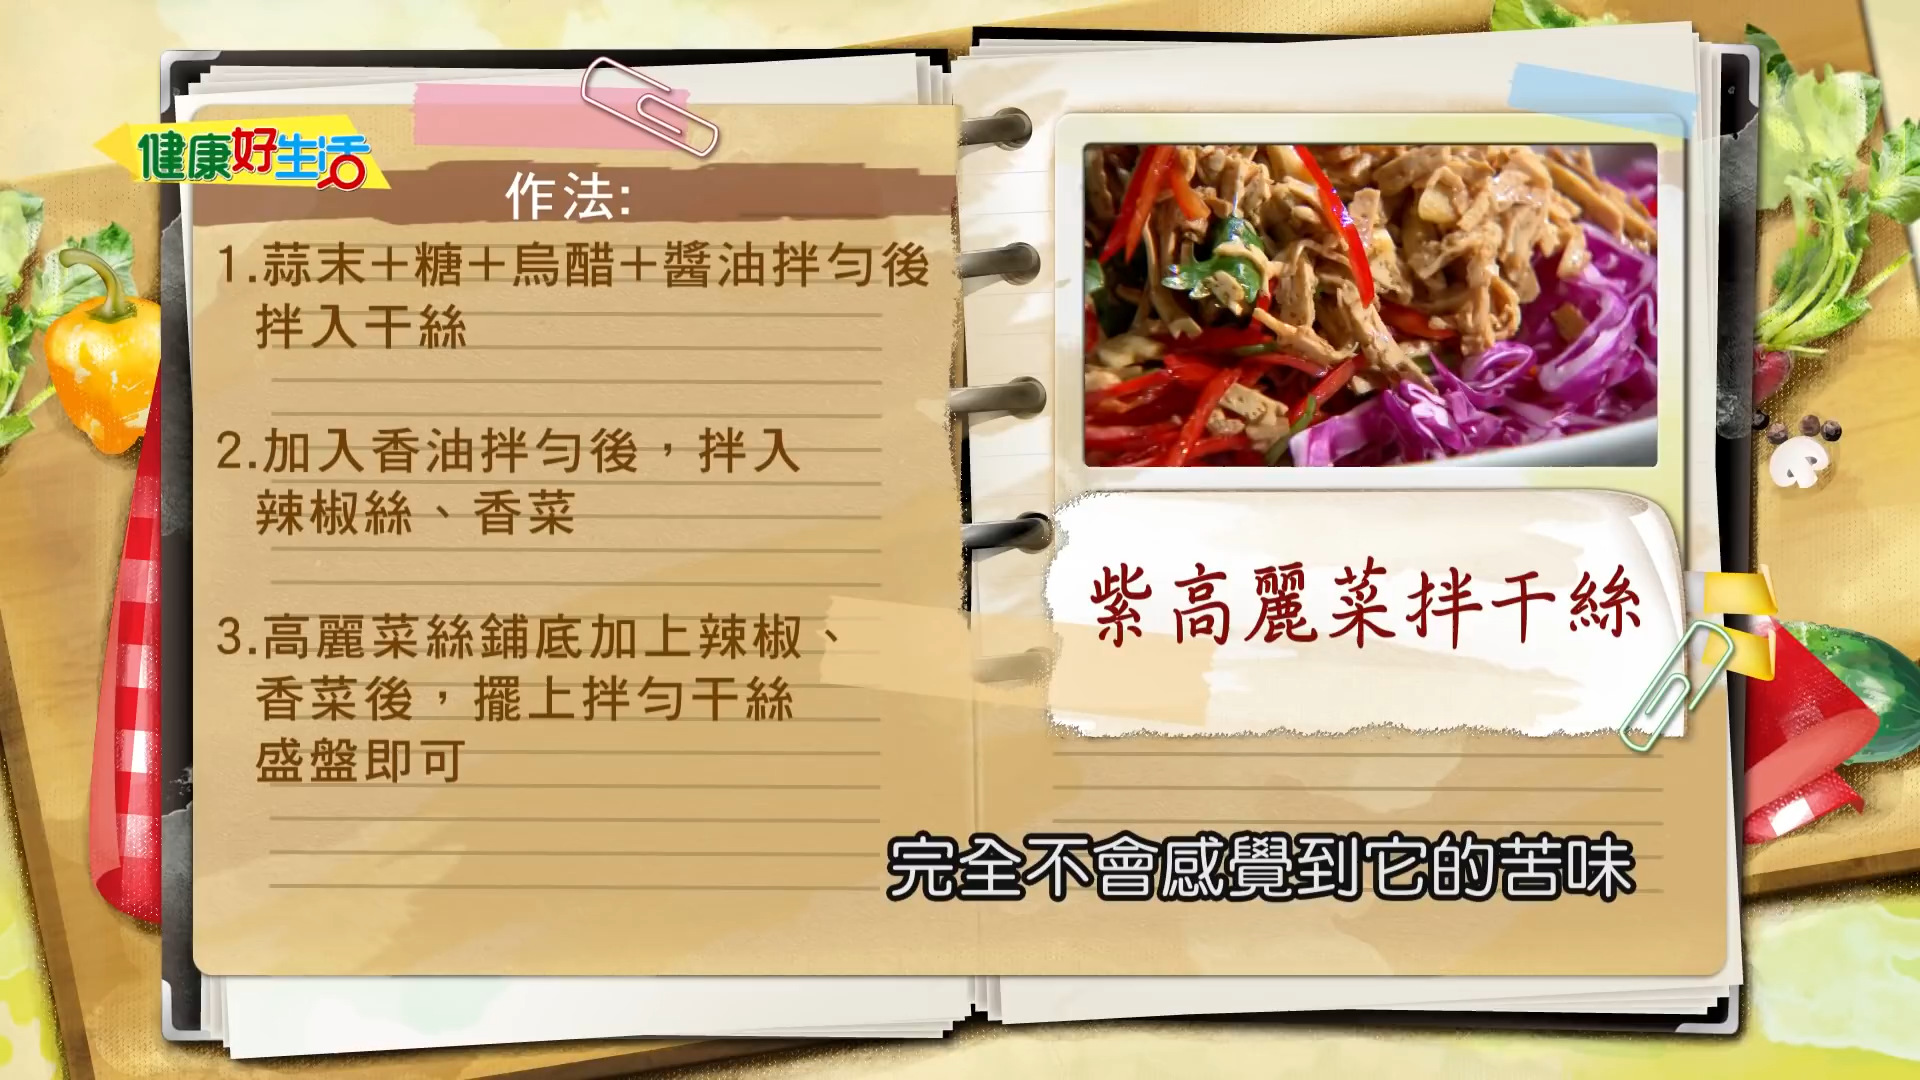 健康好生活
作法:
1.蒜末+糖+烏醋+醬油拌勻後
拌入干絲
2.加入香油拌勻後，拌入
辣椒絲、香菜
3.高麗菜絲鋪底加上辣椒、
香菜後，擺上拌勻干絲
盛盤即可
紫高麗菜拌干絲
完全不會感覺到它的苦味